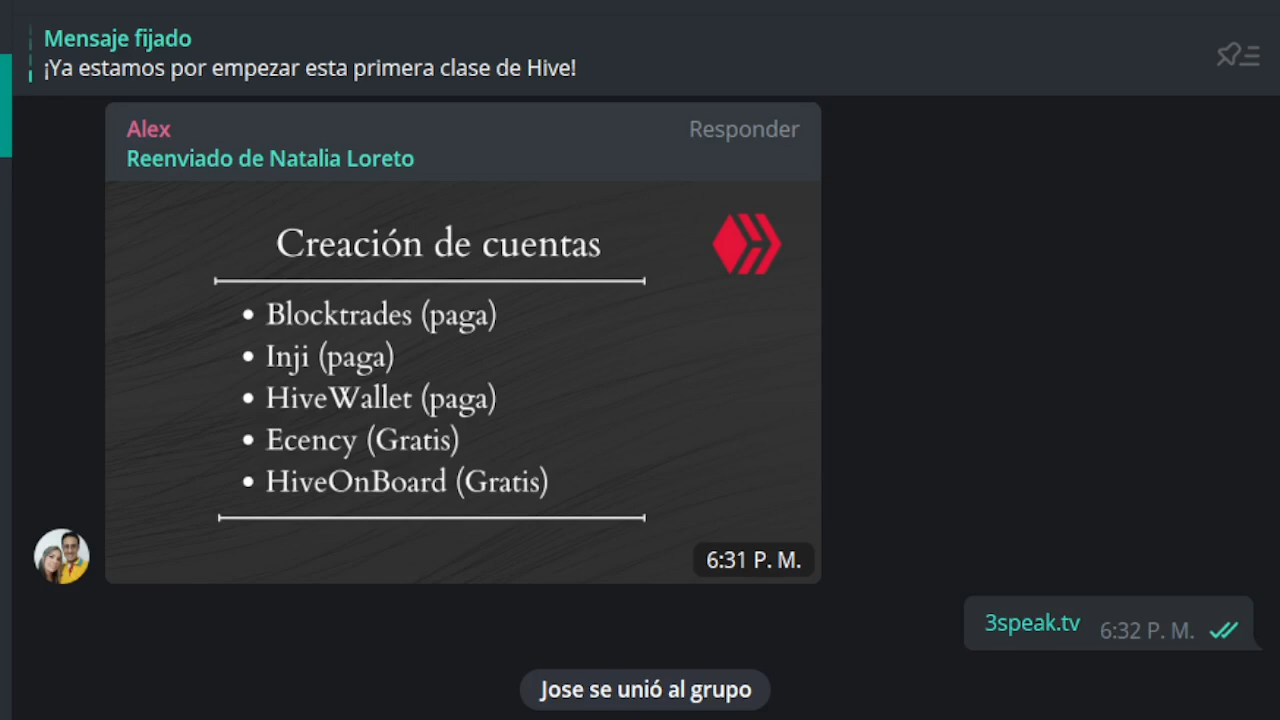 Mensaje fijado
¡Ya estamos por empezar esta primera clase de Hive!
Alex
Responder
Reenviado de Natalia Loreto
Creación de cuentas
• Blocktrades (paga)
• Inji (paga)
• HiveWallet (paga)
• Ecency (Gratis)
• HiveOnBoard (Gratis)
6:31 P. M.
3speak.tv 6:32 P. M.
Jose se unió al grupo